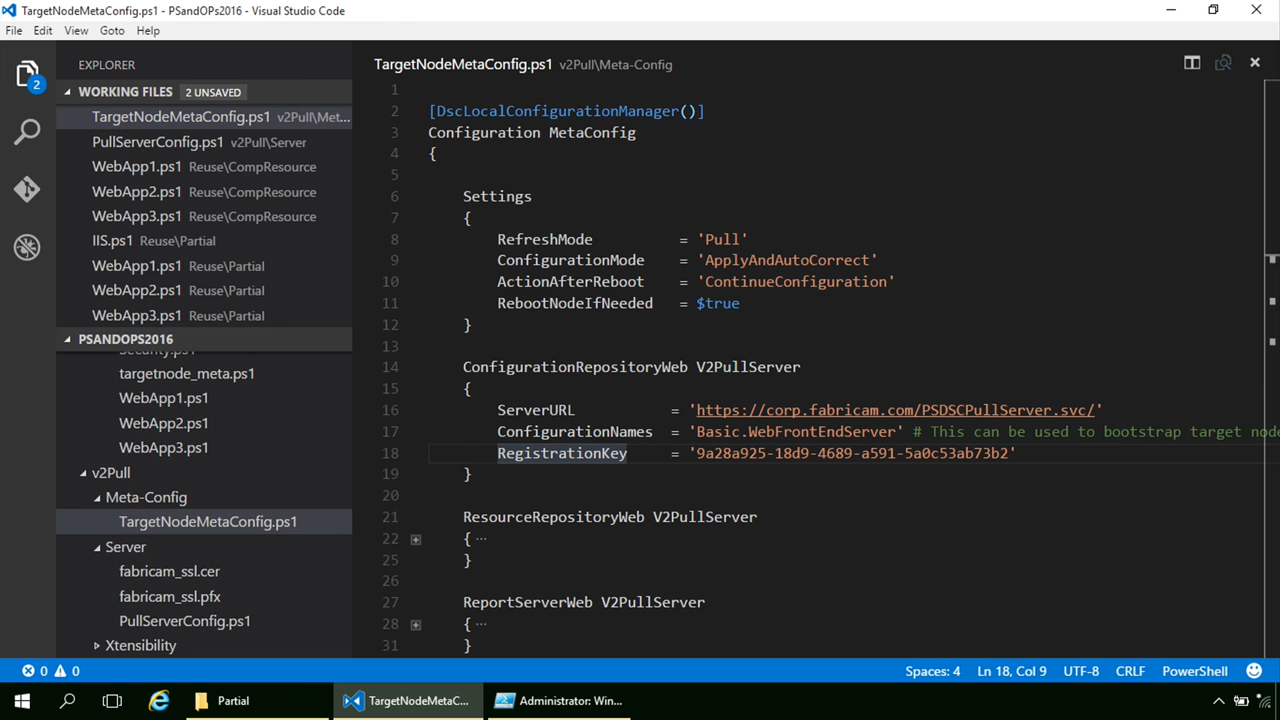 TargetNodeMetaConfig.ps1 - PSandOPs2016 - Visual Studio Code
File Edit View Goto Help
EXPLORER
WORKING FILES 2 UNSAVED
TargetNodeMetaConfig.ps1 v2Pull\Met...
PullServerConfig.ps1 v2Pull\Server
WebApp1.ps1 Reuse\CompResource
WebApp2.ps1 Reuse\CompResource
WebApp3.ps1 Reuse\CompResource
IIS.ps1 Reuse\Partial
WebApp1.ps1 Reuse\Partial
WebApp2.ps1 Reuse\Partial
WebApp3.ps1 Reuse\Partial
PSANDOPS2016
Security.ps1
targetnode_meta.ps1
WebApp1.ps1
WebApp2.ps1
WebApp3.ps1
v2Pull
Meta-Config
TargetNodeMetaConfig.ps1
Server
fabricam_ssl.cer
fabricam_ssl.pfx
PullServerConfig.ps1
Xtensibility
2
TargetNodeMetaConfig.ps1 v2Pull\Meta-Config
1
2 [DscLocalConfigurationManager()]
3 Configuration MetaConfig
4 {
5
6 Settings
7 {
8 RefreshMode = 'Pull'
9 ConfigurationMode = 'ApplyAndAutoCorrect'
10 ActionAfterReboot = 'ContinueConfiguration'
11 RebootNodeIfNeeded = $true
12 }
13
14 ConfigurationRepositoryWeb V2PullServer
15 {
16 ServerURL = 'https://corp.fabricam.com/PSDSCPullServer.svc/'
17 ConfigurationNames = 'Basic.WebFrontEndServer' # This can be used to bootstrap target node
18 RegistrationKey = '9a28a925-18d9-4689-a591-5a0c53ab73b2'
19 }
20
21 ResourceRepositoryWeb V2PullServer
22 { ...
25 }
26
27 ReportServerWeb V2PullServer
28 { ...
31 }
0 0
Spaces: 4 Ln 18, Col 9 UTF-8 CRLF PowerShell
Partial TargetNodeMetaC... Administrator: Win...